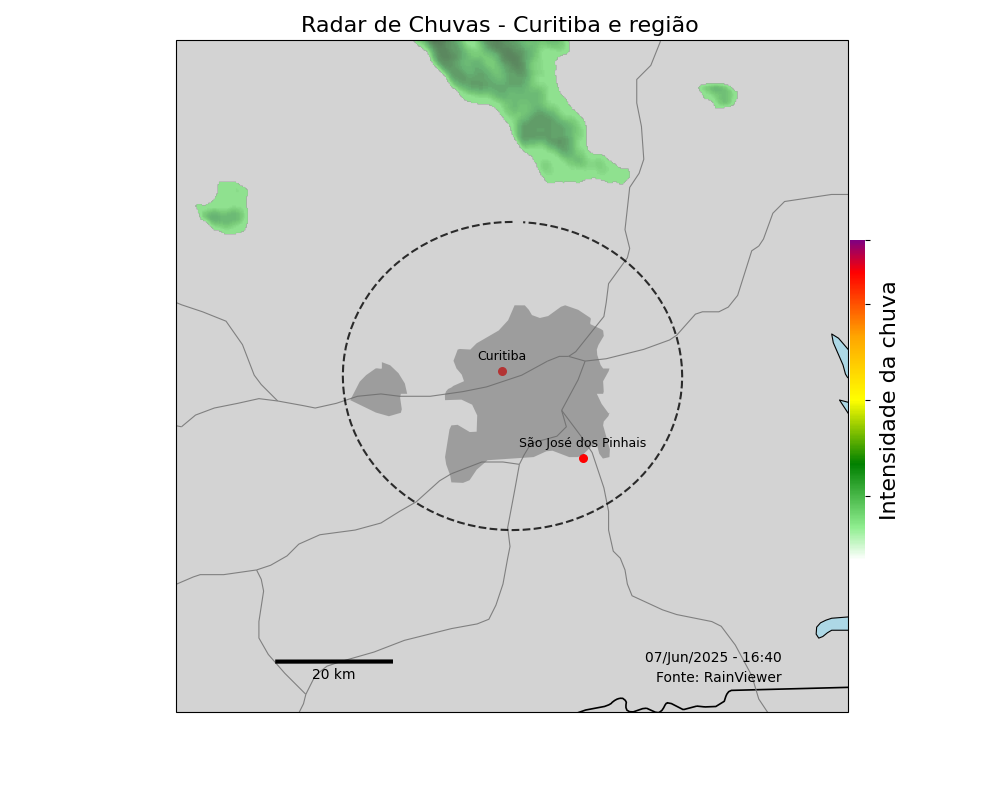 Radar de Chuvas - Curitiba e região
Curitiba
São José dos Pinhais
Intensidade da chuva
20 km
07/Jun/2025 - 16:40
Fonte: RainViewer